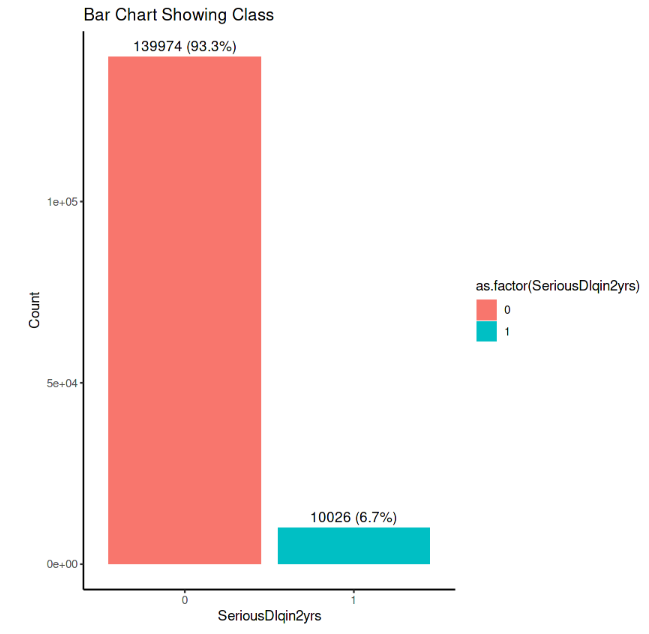 Bar Chart Showing Class
139974 (93.3%)
1e+05
Count
5e+04
10026 (6.7%)
0e+00
0
1
SeriousDlqin2yrs
as.factor(SeriousDlqin2yrs)
0
1